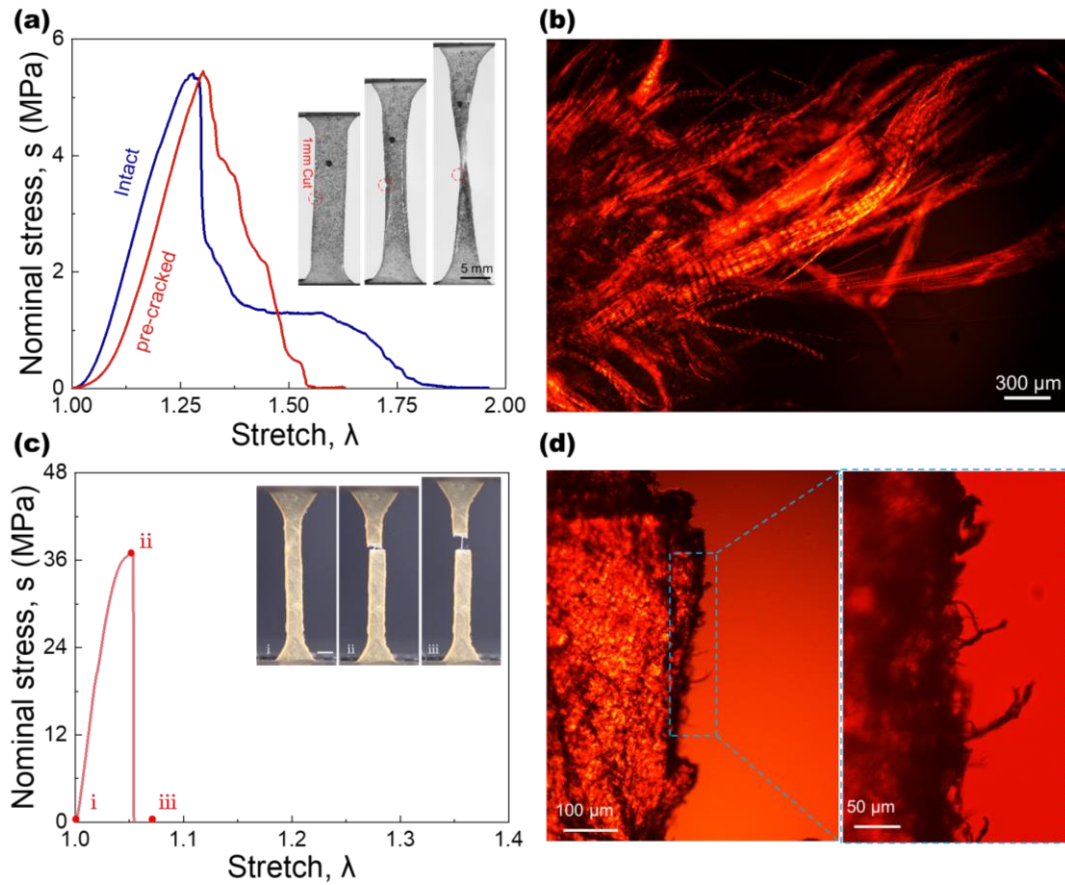 (a)
Nominal stress, s (MPa)
6
4
2
0
1.00
1.25
1.50
1.75
2.00
Stretch, λ
Intact
pre-cracked
1mm Cut
5 mm
(b)
300 μm
(c)
Nominal stress, s (MPa)
48
36
24
12
0
1.0
1.1
1.2
1.3
1.4
Stretch, λ
i
ii
iii
i
ii
iii
(d)
100 μm
50 μm